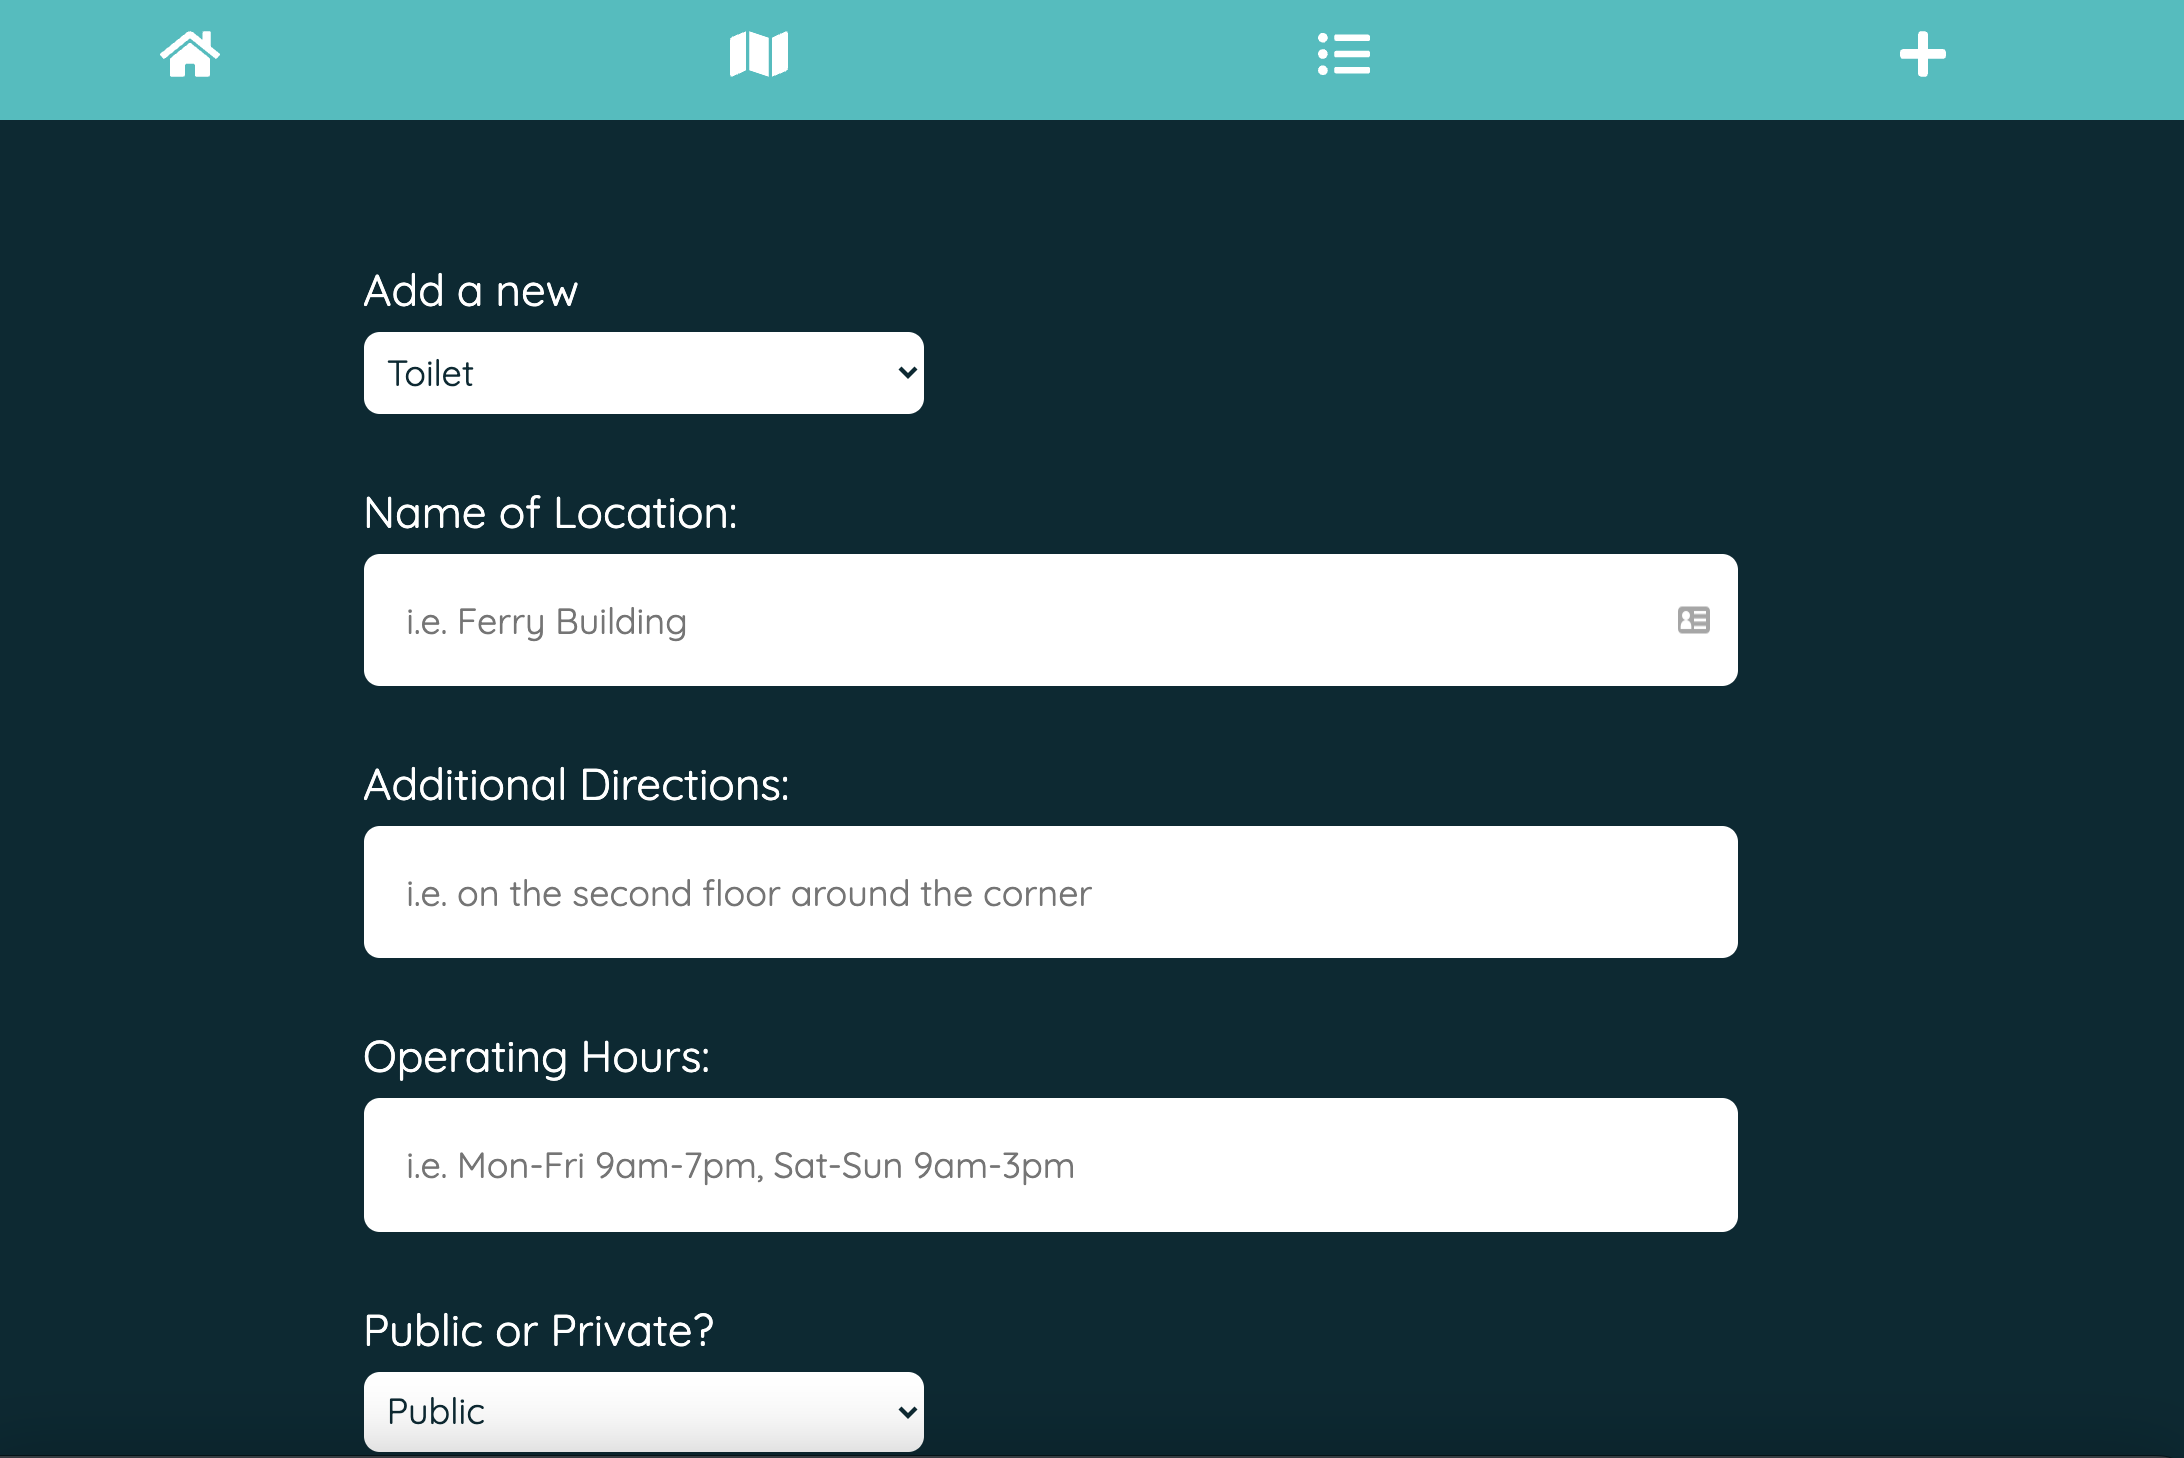 Add a new
Toilet
Name of Location:
i.e. Ferry Building
Additional Directions:
i.e. on the second floor around the corner
Operating Hours:
i.e. Mon-Fri 9am-7pm, Sat-Sun 9am-3pm
Public or Private?
Public